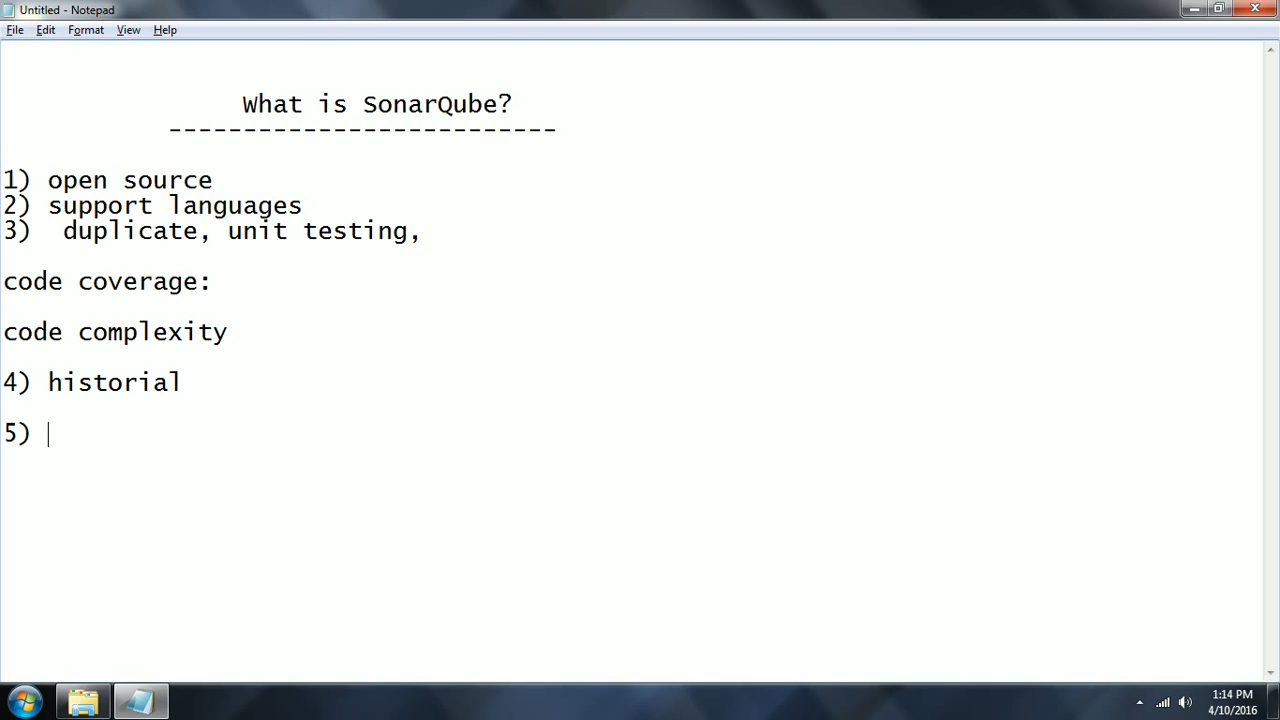 Untitled - Notepad
File Edit Format View Help
What is SonarQube?
--------------------------
1) open source
2) support languages
3)  duplicate, unit testing,
code coverage:
code complexity
4) historial
5)
1:14 PM
4/10/2016